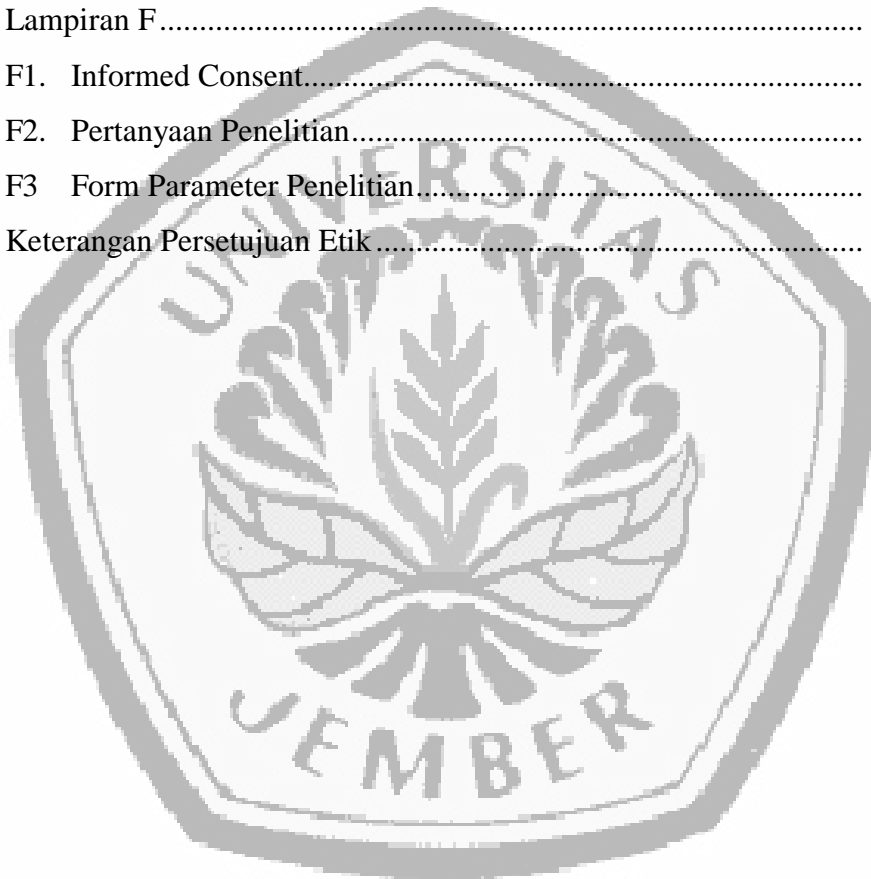 Lampiran F................................................................................................
F1. Informed Consent............................................................................
F2. Pertanyaan Penelitian......................................................................
F3 Form Parameter Penelitian..............................................................
Keterangan Persetujuan Etik...................................................................
UNIVERSITAS
JEMBER